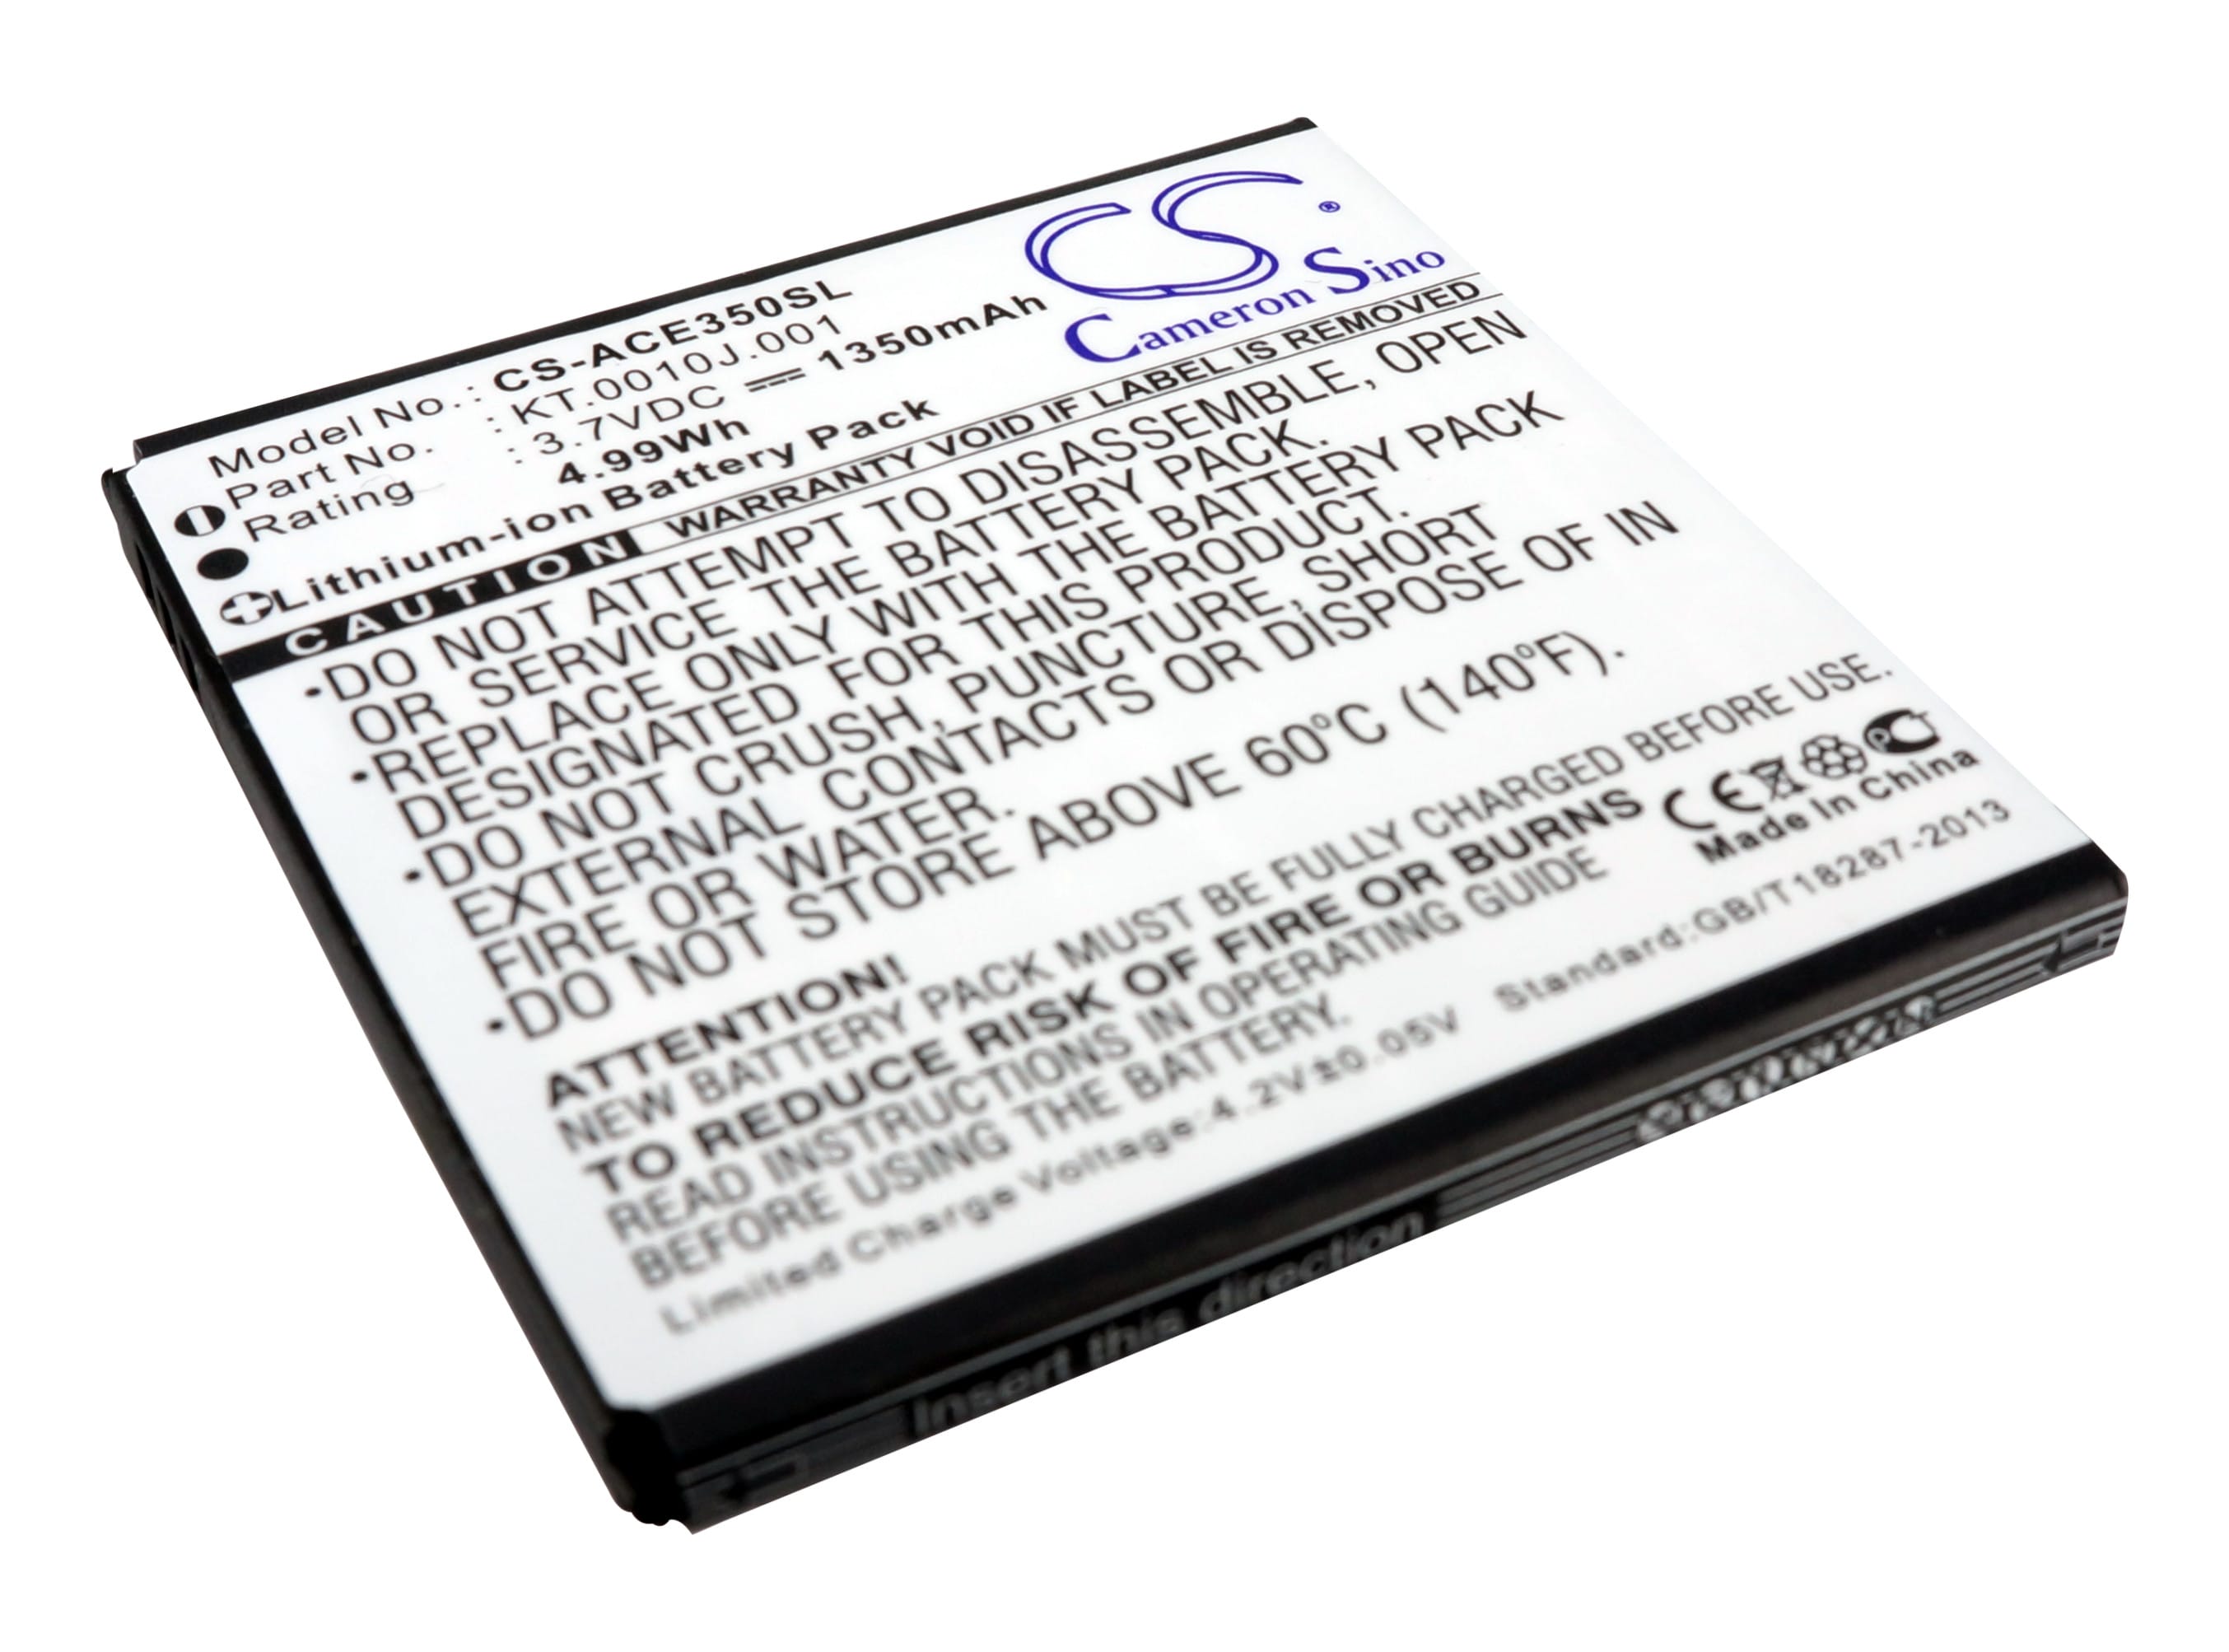 CS ®
Cameron Sino
Model No. : CS-ACE350SL
Part No. : KT.0010J.001
Rating : 3.7VDC 1350mAh
4.99Wh
Lithium-ion Battery Pack
CAUTION WARRANTY VOID IF LABEL IS REMOVED
•DO NOT ATTEMPT TO DISASSEMBLE, OPEN
OR SERVICE THE BATTERY PACK.
•REPLACE ONLY WITH THE BATTERY PACK
DESIGNATED FOR THIS PRODUCT.
•DO NOT CRUSH, PUNCTURE, SHORT
EXTERNAL CONTACTS OR DISPOSE OF IN
FIRE OR WATER.
•DO NOT STORE ABOVE 60°C (140°F).
ATTENTION!
NEW BATTERY PACK MUST BE FULLY CHARGED BEFORE USE.
TO REDUCE RISK OF FIRE OR BURNS
READ INSTRUCTIONS IN OPERATING GUIDE
BEFORE USING THE BATTERY.
CE PCT
Made In China
Limited Charge Voltage:4.2V±0.05V Standard:GB/T18287-2013
Insert this direction